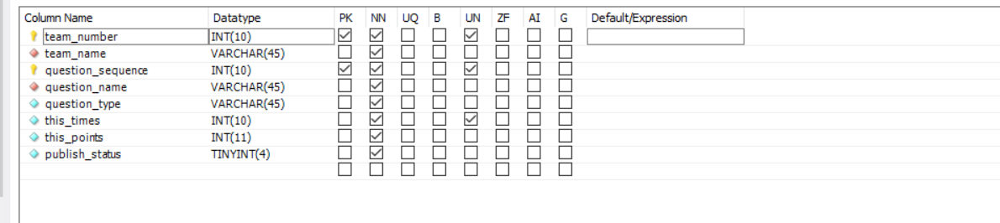 Column Name Datatype PK NN UQ B UN ZF AI G Default/Expression
team_number INT(10)
team_name VARCHAR(45)
question_sequence INT(10)
question_name VARCHAR(45)
question_type VARCHAR(45)
this_times INT(10)
this_points INT(11)
publish_status TINYINT(4)